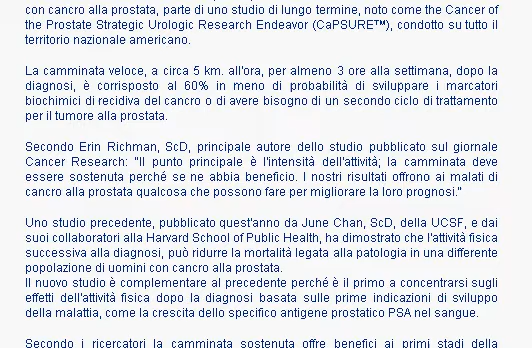 con cancro alla prostata, parte di uno studio di lungo termine, noto come the Cancer of
the Prostate Strategic Urologic Research Endeavor (CaPSURE™), condotto su tutto il
territorio nazionale americano.
La camminata veloce, a circa 5 km. all'ora, per almeno 3 ore alla settimana, dopo la
diagnosi, è corrisposto al 60% in meno di probabilità di sviluppare i marcatori
biochimici di recidiva del cancro o di avere bisogno di un secondo ciclo di trattamento
per il tumore alla prostata.
Secondo Erin Richman, ScD, principale autore dello studio pubblicato sul giornale
Cancer Research: "Il punto principale è l'intensità dell'attività; la camminata deve
essere sostenuta perché se ne abbia beneficio. I nostri risultati offrono ai malati di
cancro alla prostata qualcosa che possono fare per migliorare la loro prognosi."
Uno studio precedente, pubblicato quest'anno da June Chan, ScD, della UCSF, e dai
suoi collaboratori alla Harvard School of Public Health, ha dimostrato che l'attività fisica
successiva alla diagnosi, può ridurre la mortalità legata alla patologia in una differente
popolazione di uomini con cancro alla prostata.
Il nuovo studio è complementare al precedente perché è il primo a concentrarsi sugli
effetti dell'attività fisica dopo la diagnosi basata sulle prime indicazioni di sviluppo
della malattia, come la crescita dello specifico antigene prostatico PSA nel sangue.
Secondo i ricercatori la camminata sostenuta offre benefici ai primi stadi della